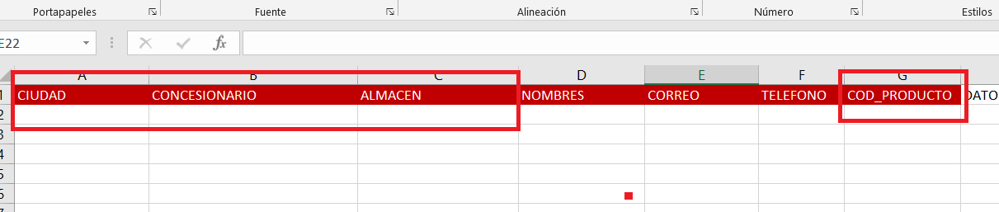 Portapapeles Fuente Alineación Número Estilos
E22 fx
A B C D E F G
1 CIUDAD CONCESIONARIO ALMACEN NOMBRES CORREO TELEFONO COD_PRODUCTO DATO
2
3
4
5
6
7